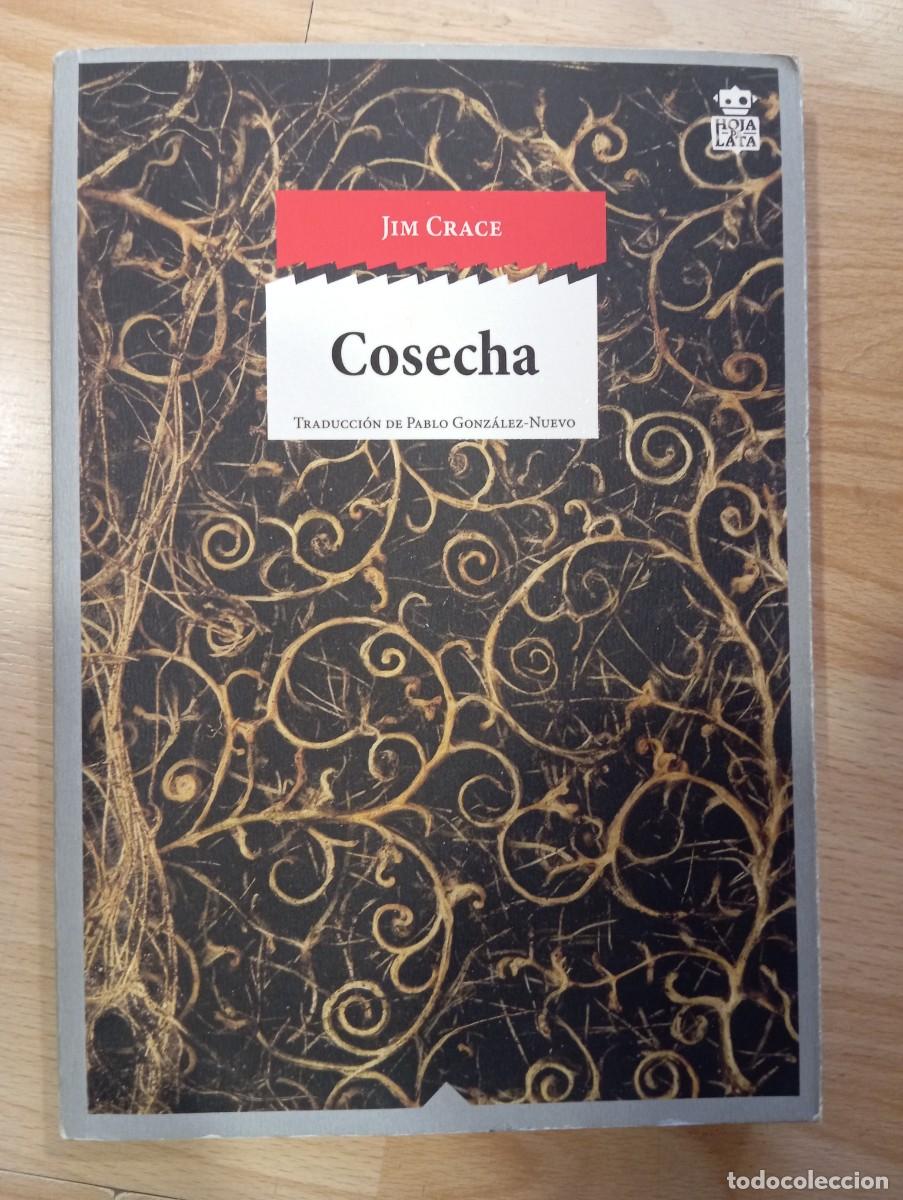 HOJA
DE
LATA
JIM CRACE
Cosecha
TRADUCCIÓN DE PABLO GONZÁLEZ-NUEVO
todocoleccion